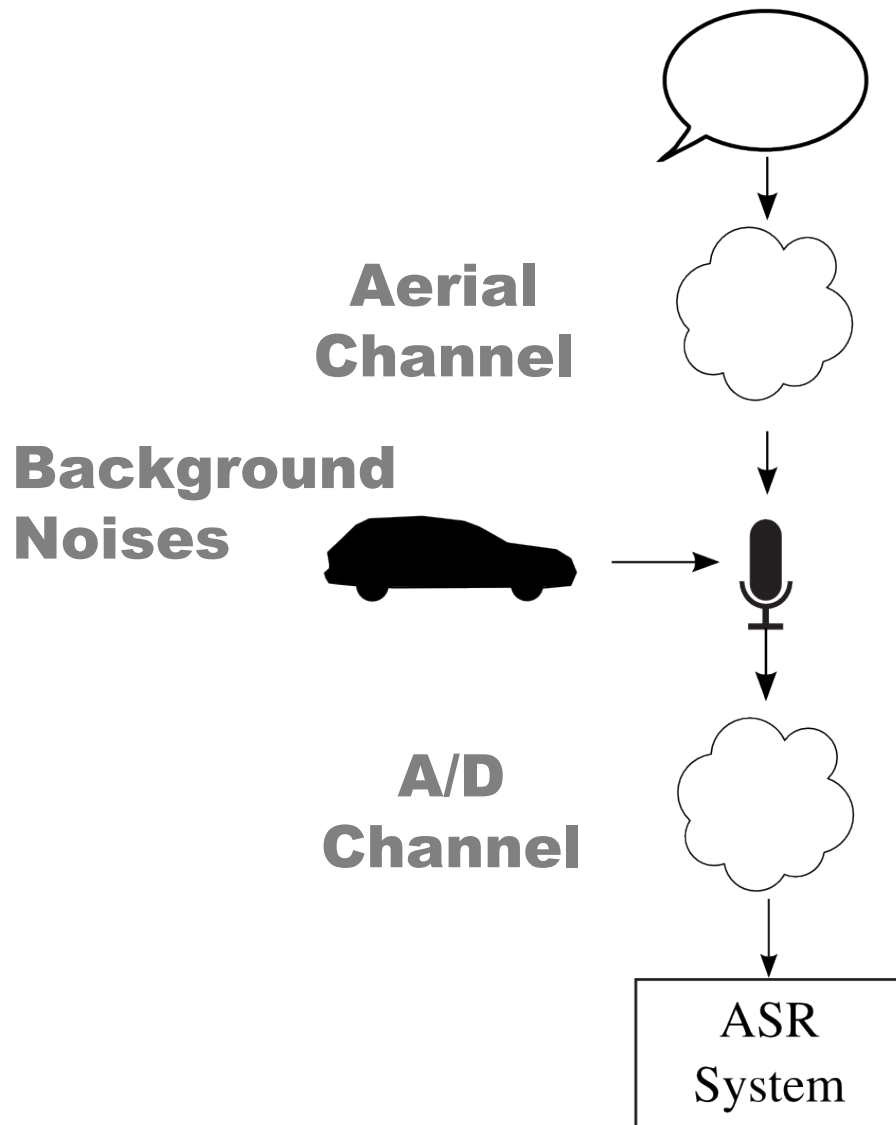 Aerial
Channel
Background
Noises
A/D
Channel
ASR
System